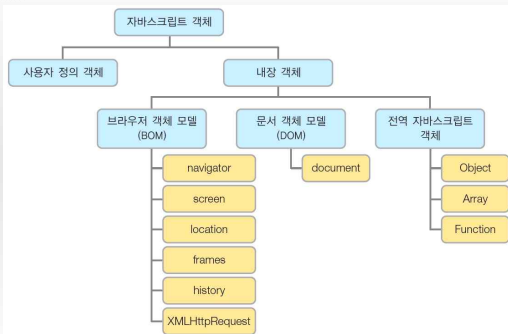 자바스크립트 객체
사용자 정의 객체
내장 객체
브라우저 객체 모델
(BOM)
문서 객체 모델
(DOM)
전역 자바스크립트
객체
navigator
document
Object
screen
Array
location
Function
frames
history
XMLHttpRequest